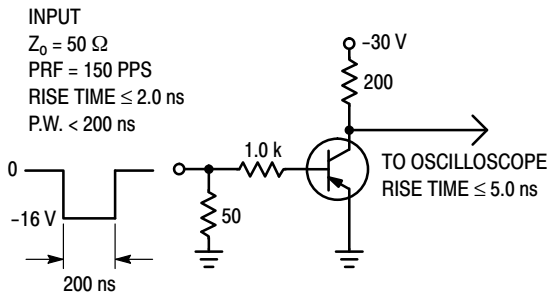 INPUT
Zo = 50 Ω
PRF = 150 PPS
RISE TIME ≤ 2.0 ns
P.W. < 200 ns
0
-16 V
200 ns
1.0 k
50
-30 V
200
TO OSCILLOSCOPE
RISE TIME ≤ 5.0 ns